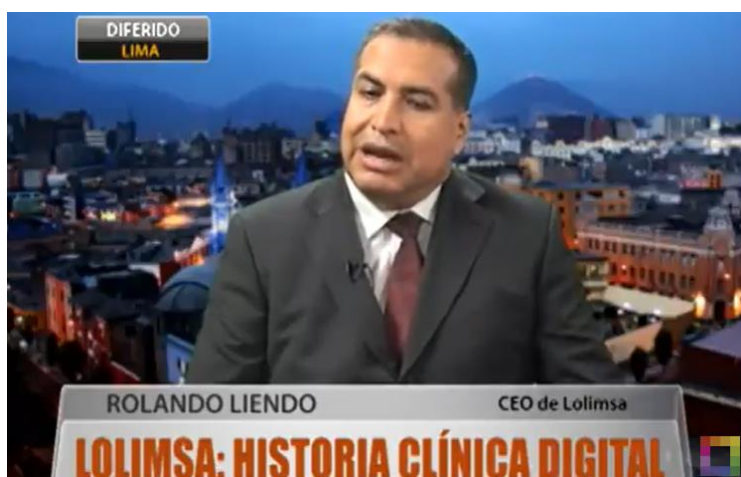 DIFERIDO
LIMA
ROLANDO LIENDO
CEO de Lolimsa
LOLIMSA: HISTORIA CLÍNICA DIGITAL